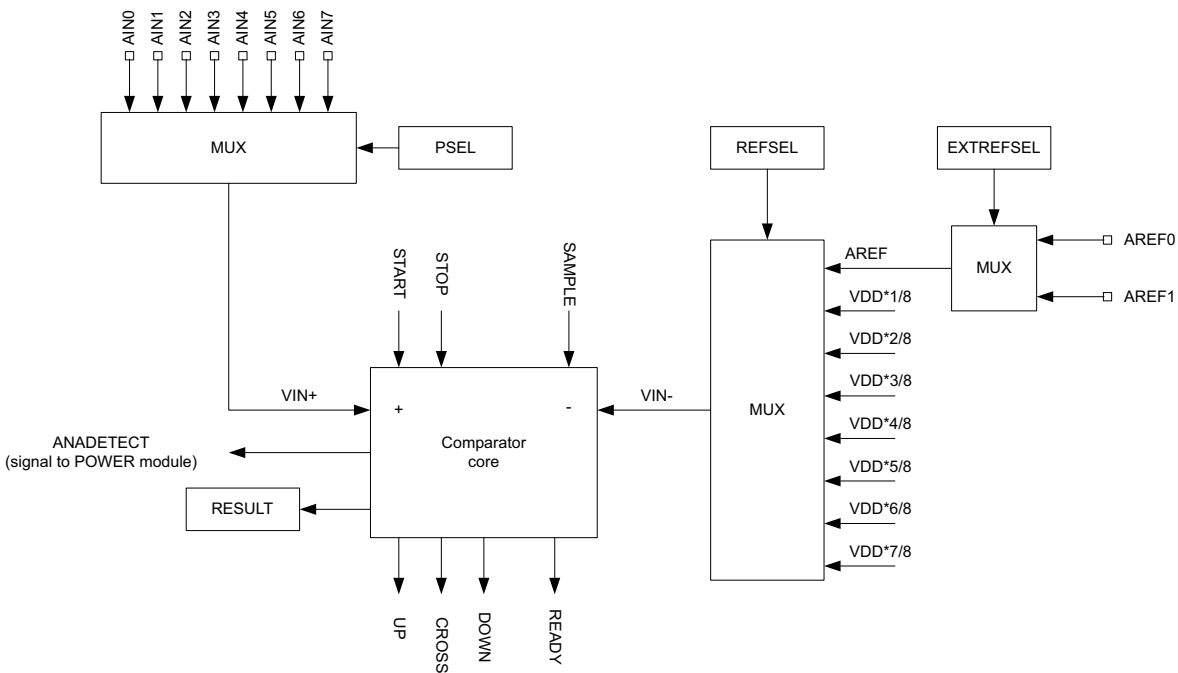 AIN0
AIN1
AIN2
AIN3
AIN4
AIN5
AIN6
AIN7
MUX
PSEL
REFSEL
EXTREFSEL
MUX
AREF0
AREF1
AREF
VDD*1/8
VDD*2/8
VDD*3/8
VDD*4/8
VDD*5/8
VDD*6/8
VDD*7/8
MUX
START
STOP
SAMPLE
VIN+
VIN-
+
-
Comparator
core
ANADETECT
(signal to POWER module)
RESULT
UP
CROSS
DOWN
READY